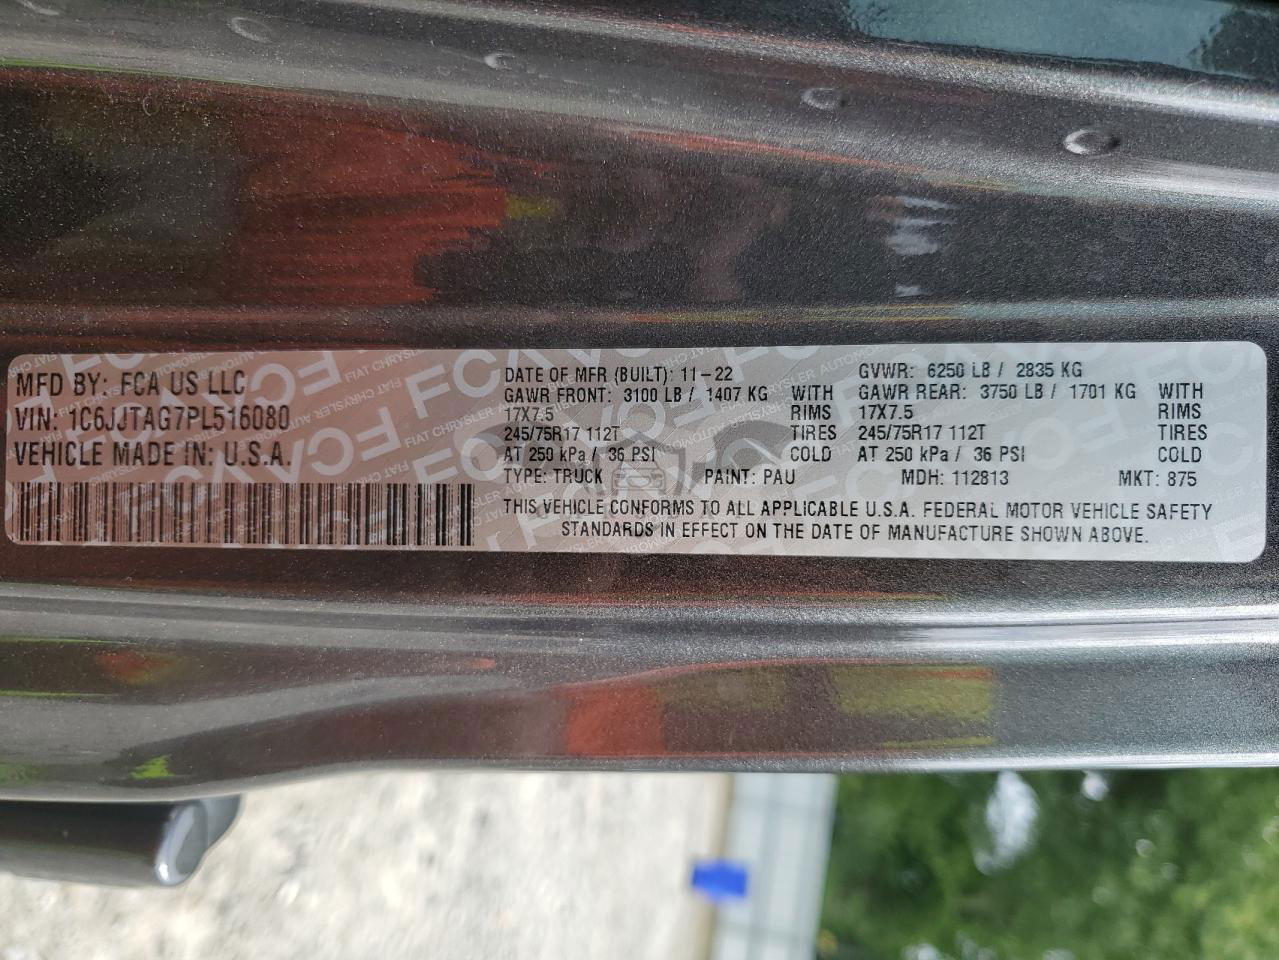 MFD BY: FCA US LLC
VIN: 1C6JJTAG7PL516080
VEHICLE MADE IN: U.S.A.
DATE OF MFR (BUILT): 11-22
GAWR FRONT: 3100 LB / 1407 KG WITH
17X7.5 RIMS
245/75R17 112T TIRES
AT 250 kPa / 36 PSI COLD
GVWR: 6250 LB / 2835 KG
GAWR REAR: 3750 LB / 1701 KG WITH
17X7.5 RIMS
245/75R17 112T TIRES
AT 250 kPa / 36 PSI COLD
TYPE: TRUCK PAINT: PAU MDH: 112813 MKT: 875
THIS VEHICLE CONFORMS TO ALL APPLICABLE U.S.A. FEDERAL MOTOR VEHICLE SAFETY
STANDARDS IN EFFECT ON THE DATE OF MANUFACTURE SHOWN ABOVE.